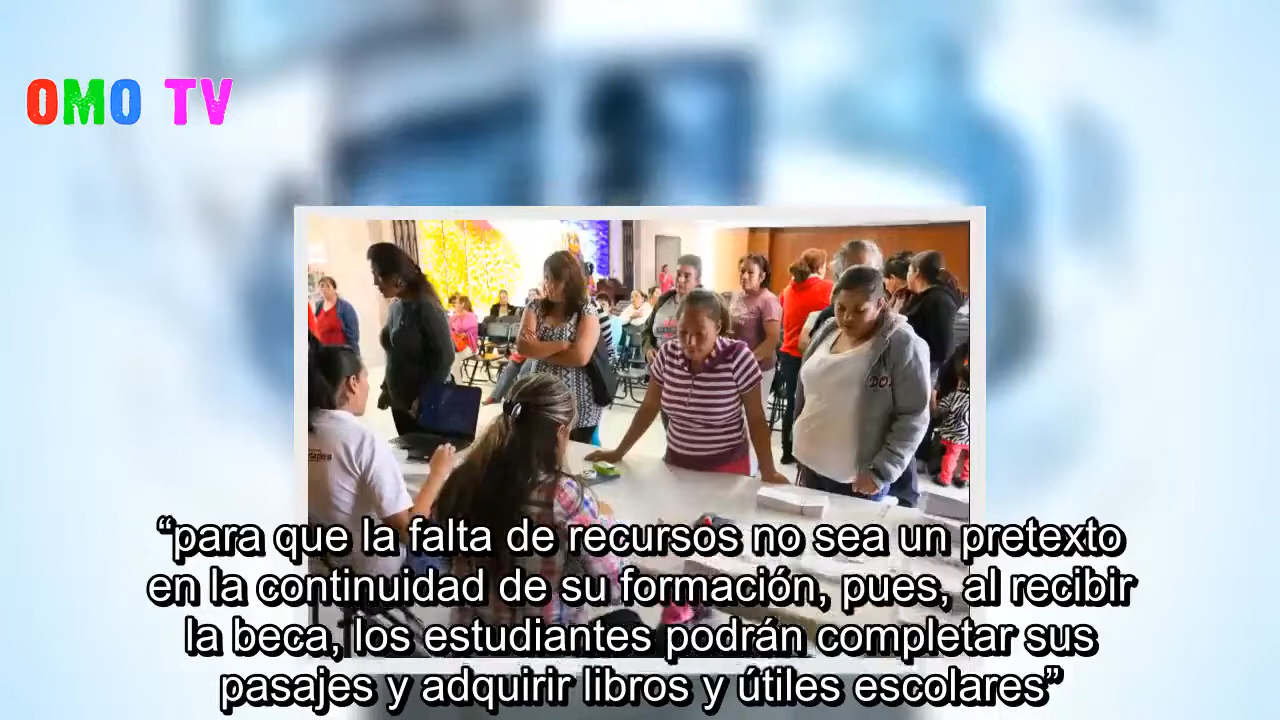 OMO TV
“para que la falta de recursos no sea un pretexto
en la continuidad de su formación, pues, al recibir
la beca, los estudiantes podrán completar sus
pasajes y adquirir libros y útiles escolares”